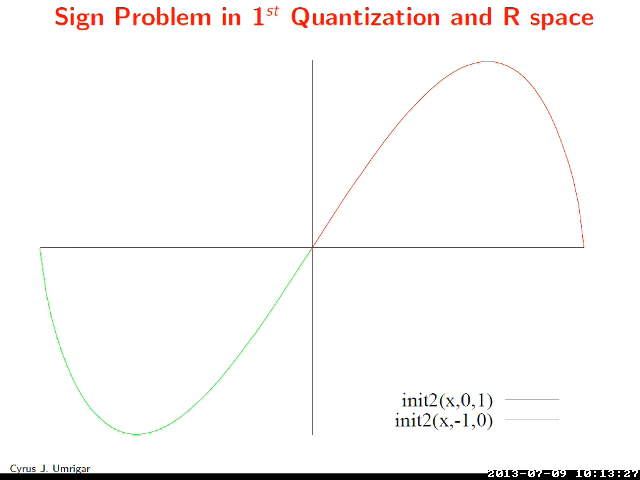 Sign Problem in 1st Quantization and R space
init2(x,0,1)
init2(x,-1,0)
Cyrus J. Umrigar
2013-07-09 10:13:27